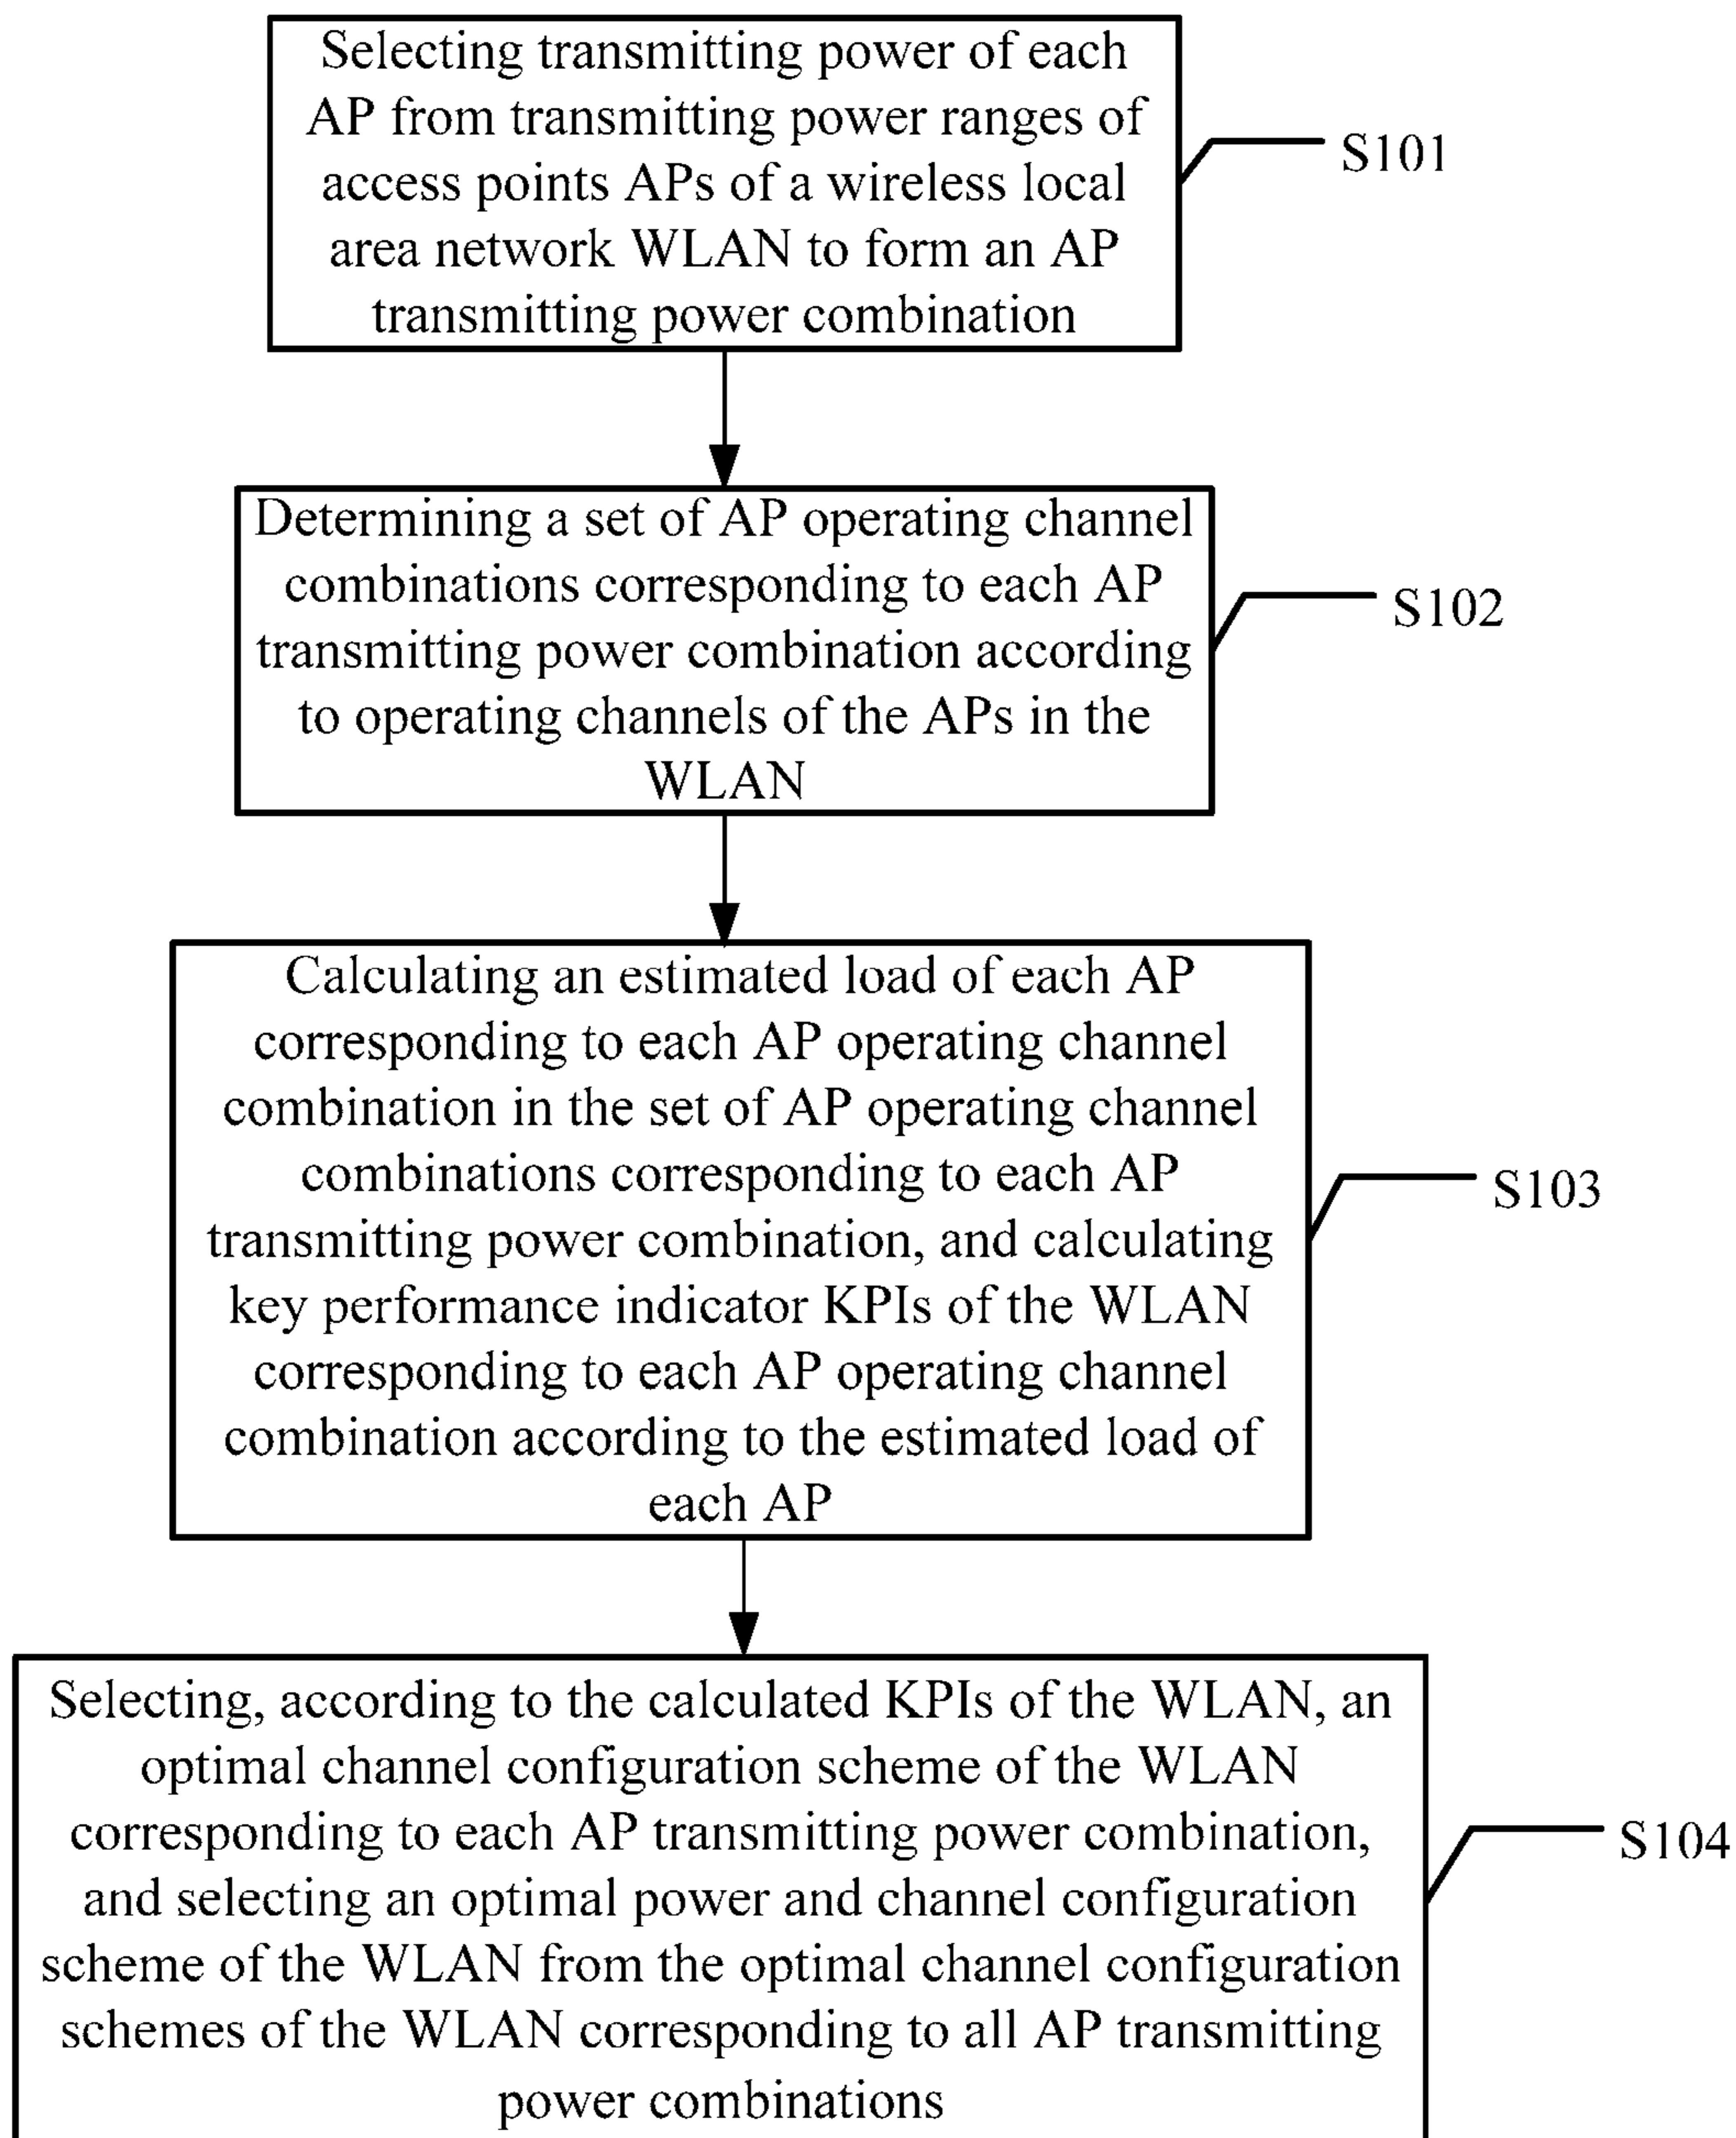 Selecting transmitting power of each
AP from transmitting power ranges of
access points APs of a wireless local
area network WLAN to form an AP
transmitting power combination
S101
Determining a set of AP operating channel
combinations corresponding to each AP
transmitting power combination according
to operating channels of the APs in the
WLAN
S102
Calculating an estimated load of each AP
corresponding to each AP operating channel
combination in the set of AP operating channel
combinations corresponding to each AP
transmitting power combination, and calculating
key performance indicator KPIs of the WLAN
corresponding to each AP operating channel
combination according to the estimated load of
each AP
S103
Selecting, according to the calculated KPIs of the WLAN, an
optimal channel configuration scheme of the WLAN
corresponding to each AP transmitting power combination,
and selecting an optimal power and channel configuration
scheme of the WLAN from the optimal channel configuration
schemes of the WLAN corresponding to all AP transmitting
power combinations
S104